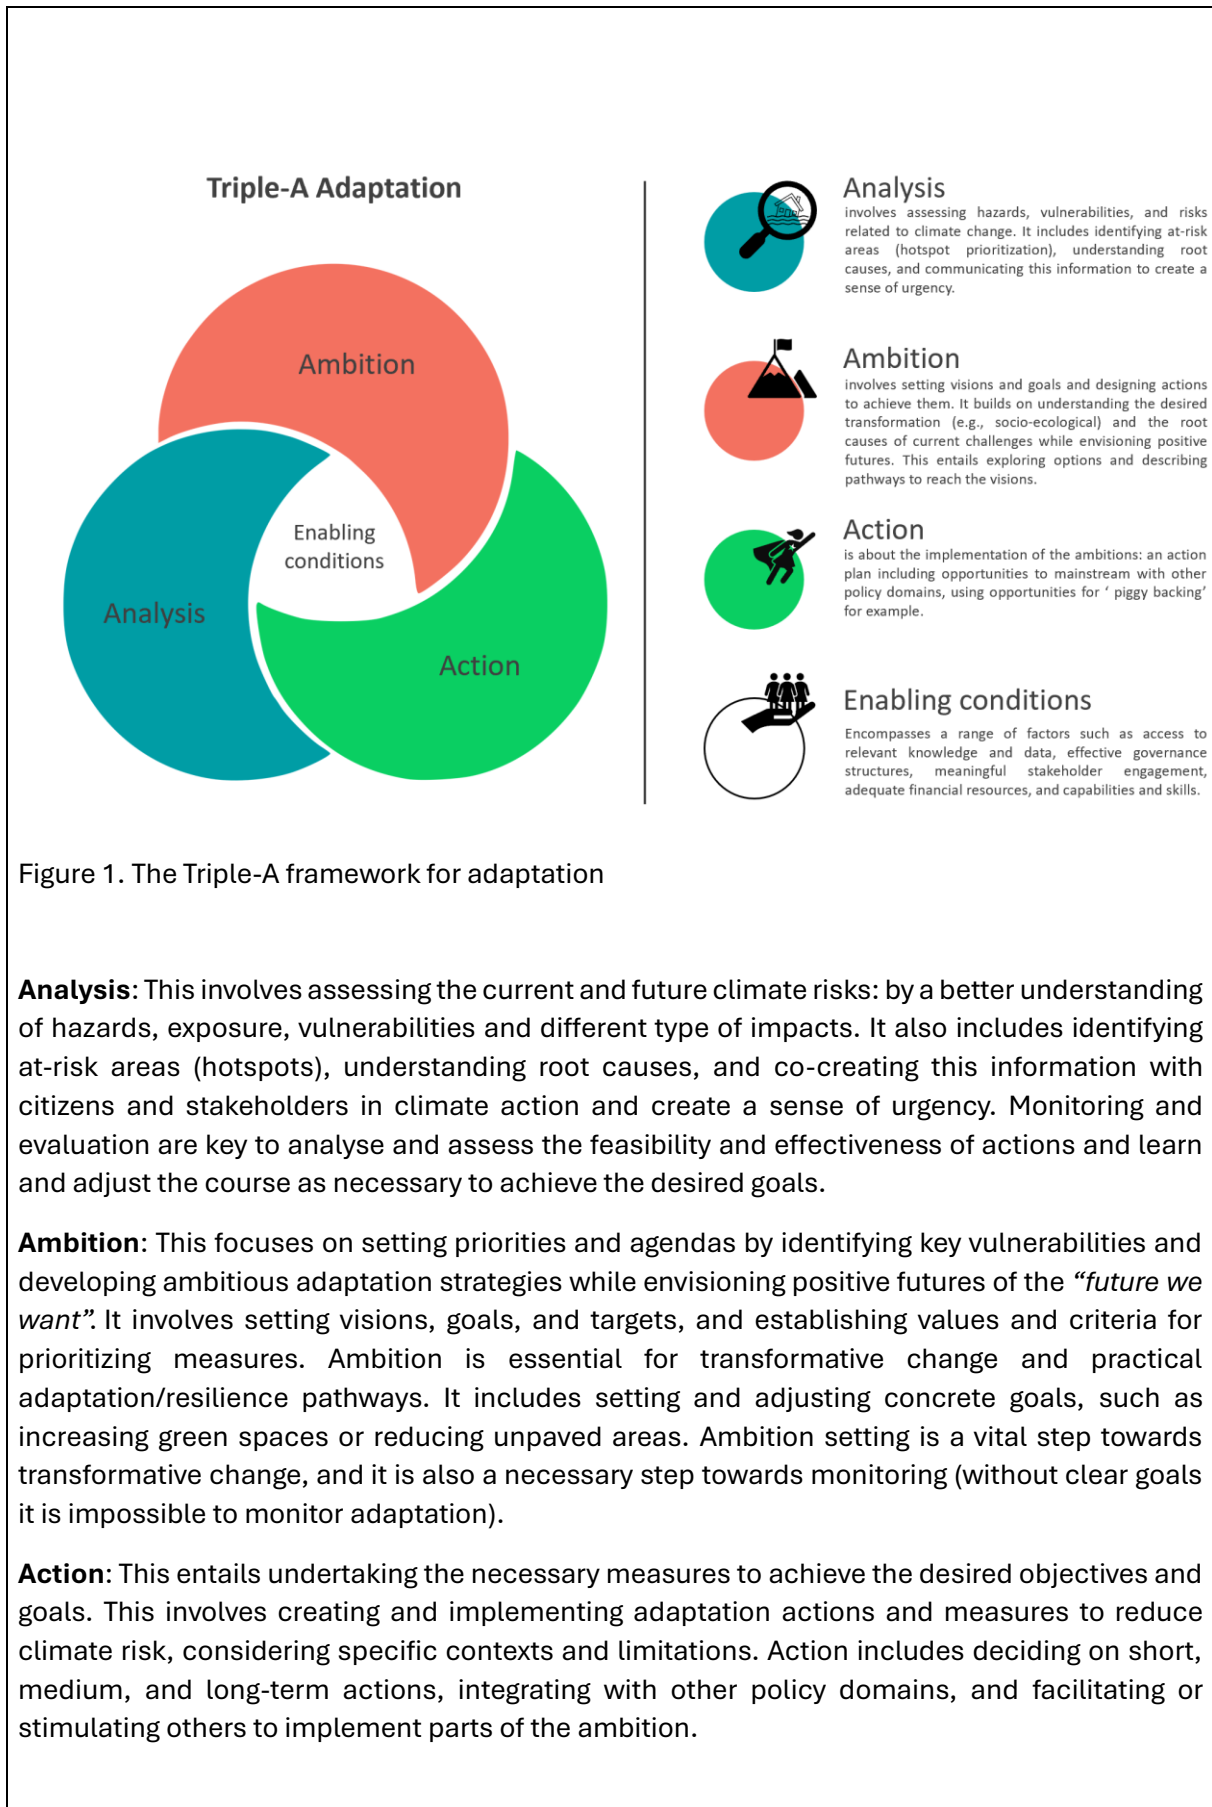 Triple-A Adaptation
Ambition
Enabling
conditions
Analysis
Action
Analysis
involves assessing hazards, vulnerabilities, and risks
related to climate change. It includes identifying at-risk
areas (hotspot prioritization), understanding root
causes, and communicating this information to create a
sense of urgency.
Ambition
involves setting visions and goals and designing actions
to achieve them. It builds on understanding the desired
transformation (e.g., socio-ecological) and the root
causes of current challenges while envisioning positive
futures. This entails exploring options and describing
pathways to reach the visions.
Action
is about the implementation of the ambitions: an action
plan including opportunities to mainstream with other
policy domains, using opportunities for ‘ piggy backing’
for example.
Enabling conditions
Encompasses a range of factors such as access to
relevant knowledge and data, effective governance
structures, meaningful stakeholder engagement,
adequate financial resources, and capabilities and skills.
Figure 1. The Triple-A framework for adaptation
Analysis: This involves assessing the current and future climate risks: by a better understanding
of hazards, exposure, vulnerabilities and different type of impacts. It also includes identifying
at-risk areas (hotspots), understanding root causes, and co-creating this information with
citizens and stakeholders in climate action and create a sense of urgency. Monitoring and
evaluation are key to analyse and assess the feasibility and effectiveness of actions and learn
and adjust the course as necessary to achieve the desired goals.
Ambition: This focuses on setting priorities and agendas by identifying key vulnerabilities and
developing ambitious adaptation strategies while envisioning positive futures of the “future we
want”. It involves setting visions, goals, and targets, and establishing values and criteria for
prioritizing measures. Ambition is essential for transformative change and practical
adaptation/resilience pathways. It includes setting and adjusting concrete goals, such as
increasing green spaces or reducing unpaved areas. Ambition setting is a vital step towards
transformative change, and it is also a necessary step towards monitoring (without clear goals
it is impossible to monitor adaptation).
Action: This entails undertaking the necessary measures to achieve the desired objectives and
goals. This involves creating and implementing adaptation actions and measures to reduce
climate risk, considering specific contexts and limitations. Action includes deciding on short,
medium, and long-term actions, integrating with other policy domains, and facilitating or
stimulating others to implement parts of the ambition.